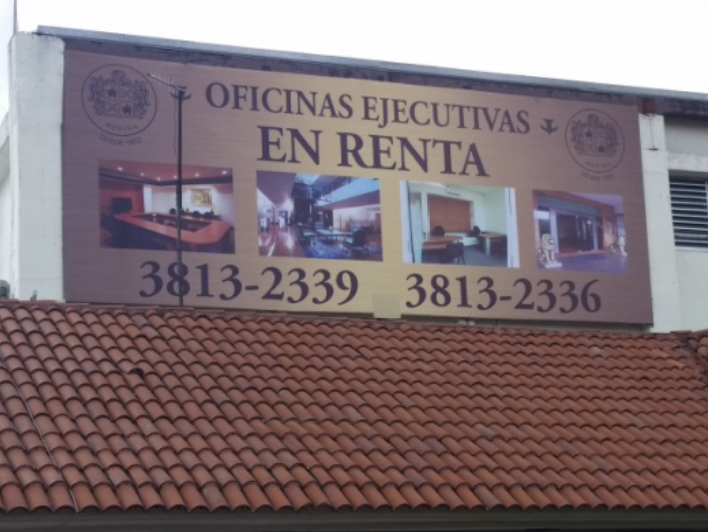 OFICINAS EJECUTIVAS
EN RENTA
3813-2339 3813-2336